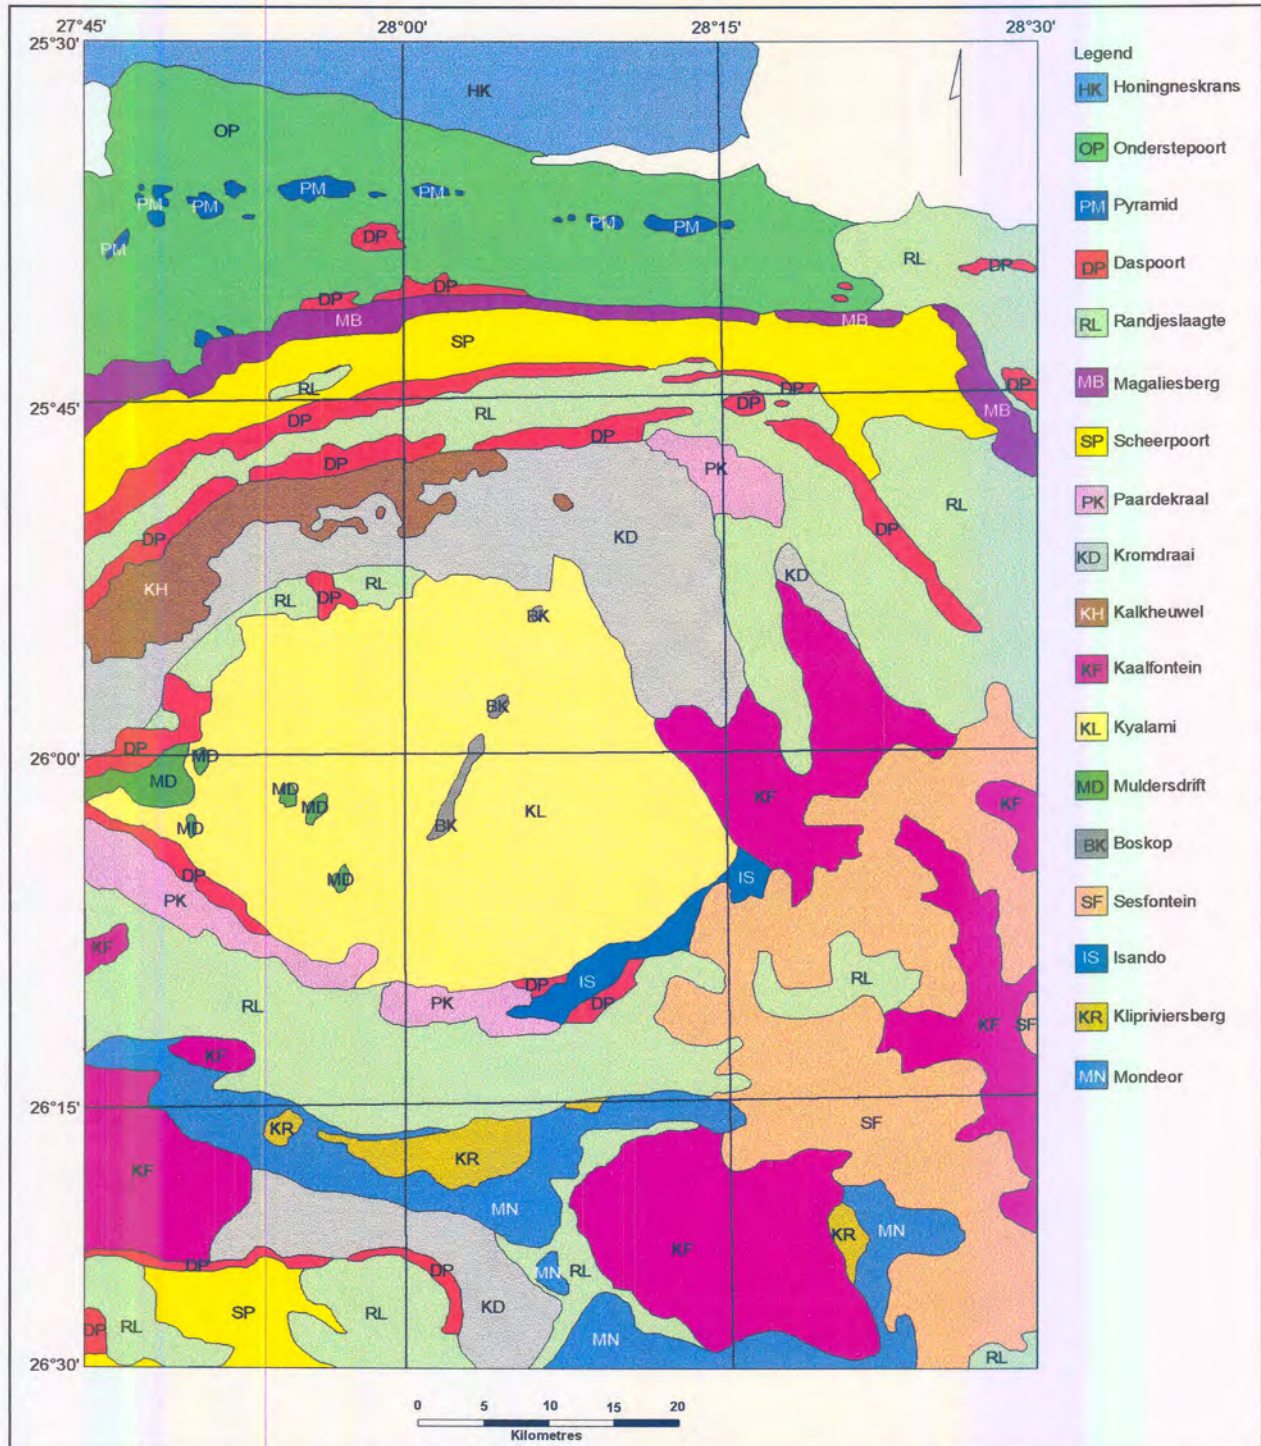 27°45' 28°00' 28°15' 28°30'
25°30'
Legend
HK
HK Honingneskrans
OP
OP Onderstepoort
PM PM PM PM PM PM PM
PM Pyramid
DP
RL DP
DP Daspoort
DP DP
MB MB
RL Randjeslaagte
SP
RL
DP
DP
MB Magaliesberg
25°45'
DP
MB
DP RL DP
SP Scheerpoort
DP
PK
PK Paardekraal
RL
DP
DP
KD
KD Kromdraai
KH
RL DP RL
KD
BK
KH Kalkheuwel
KF Kaalfontein
BK
KL Kyalami
DP
26°00'
MD
MD
MD Muldersdrift
MD
MD
KF
KF
KL
MD
BK
BK Boskop
DP
MD
IS
PK
SF Sesfontein
KF
IS Isando
RL
DP
IS
DP
PK
RL
KR Klipriviersberg
KF
SF
KF
MN Mondeor
26°15'
KR
SF
KR
KF
MN
KR
MN
KF
DP
DP
MN
RL
KD
SP
RL
DP
RL
MN
RL
26°30'
0 5 10 15 20
Kilometres